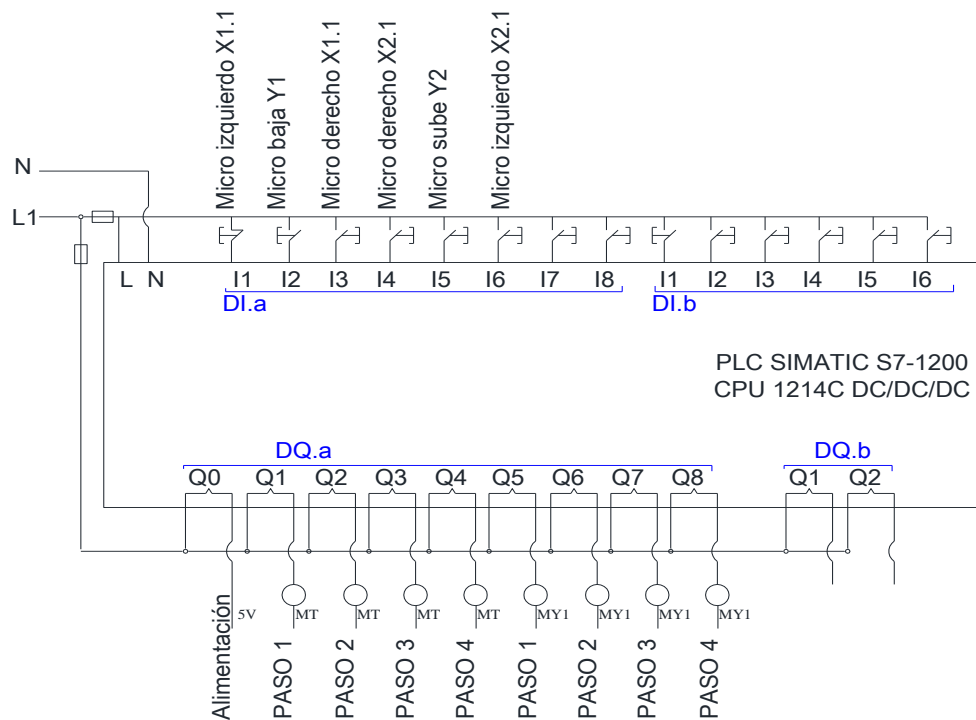 Micro izquierdo X1.1
Micro baja Y1
Micro derecho X1.1
Micro derecho X2.1
Micro sube Y2
Micro izquierdo X2.1
N
L1
L N I1 I2 I3 I4 I5 I6 I7 I8 I1 I2 I3 I4 I5 I6
DI.a DI.b
PLC SIMATIC S7-1200
CPU 1214C DC/DC/DC
DQ.a DQ.b
Q0 Q1 Q2 Q3 Q4 Q5 Q6 Q7 Q8 Q1 Q2
5V MT MT MT MT MY1 MY1 MY1 MY1
Alimentación
PASO 1
PASO 2
PASO 3
PASO 4
PASO 1
PASO 2
PASO 3
PASO 4